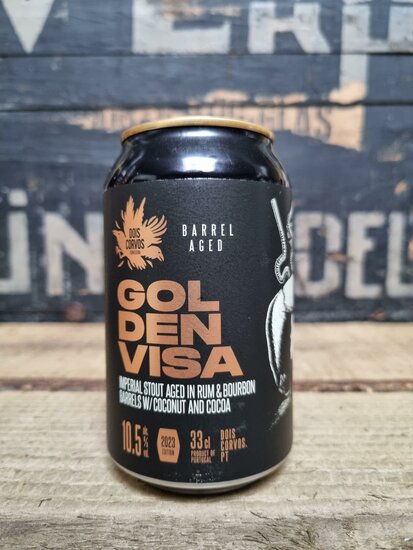 DOIS
CORVOS
BARREL
AGED
GOL
DEN
VISA
IMPERIAL STOUT AGED IN RUM & BOURBON
BARRELS W/ COCONUT AND COCOA
10.5
2023
EDITION
33 cl
PRODUCT OF
PORTUGAL
DOIS
CORVOS.
PT